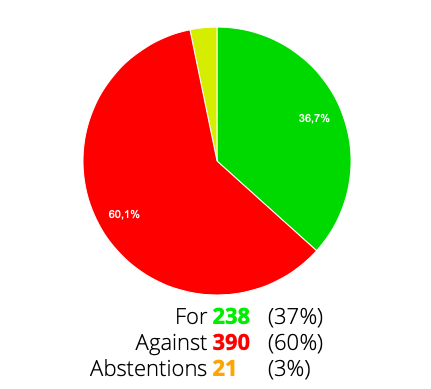 36,7%
60,1%
For 238 (37%)
Against 390 (60%)
Abstentions 21 (3%)